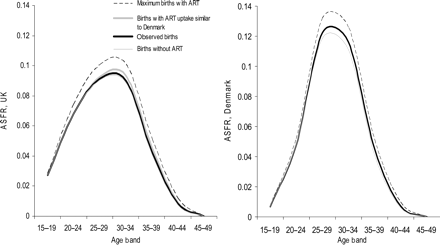 0.14
0.12
0.1
0.08
0.06
0.04
0.02
0
ASFR, UK
15–19 20–24 25–29 30–34 35–39 40–44 45–49
Age band
Maximum births with ART
Births with ART uptake similar
to Denmark
Observed births
Births without ART
0.14
0.12
0.1
0.08
0.06
0.04
0.02
0
ASFR, Denmark
15–19 20–24 25–29 30–34 35–39 40–44 45–49
Age band